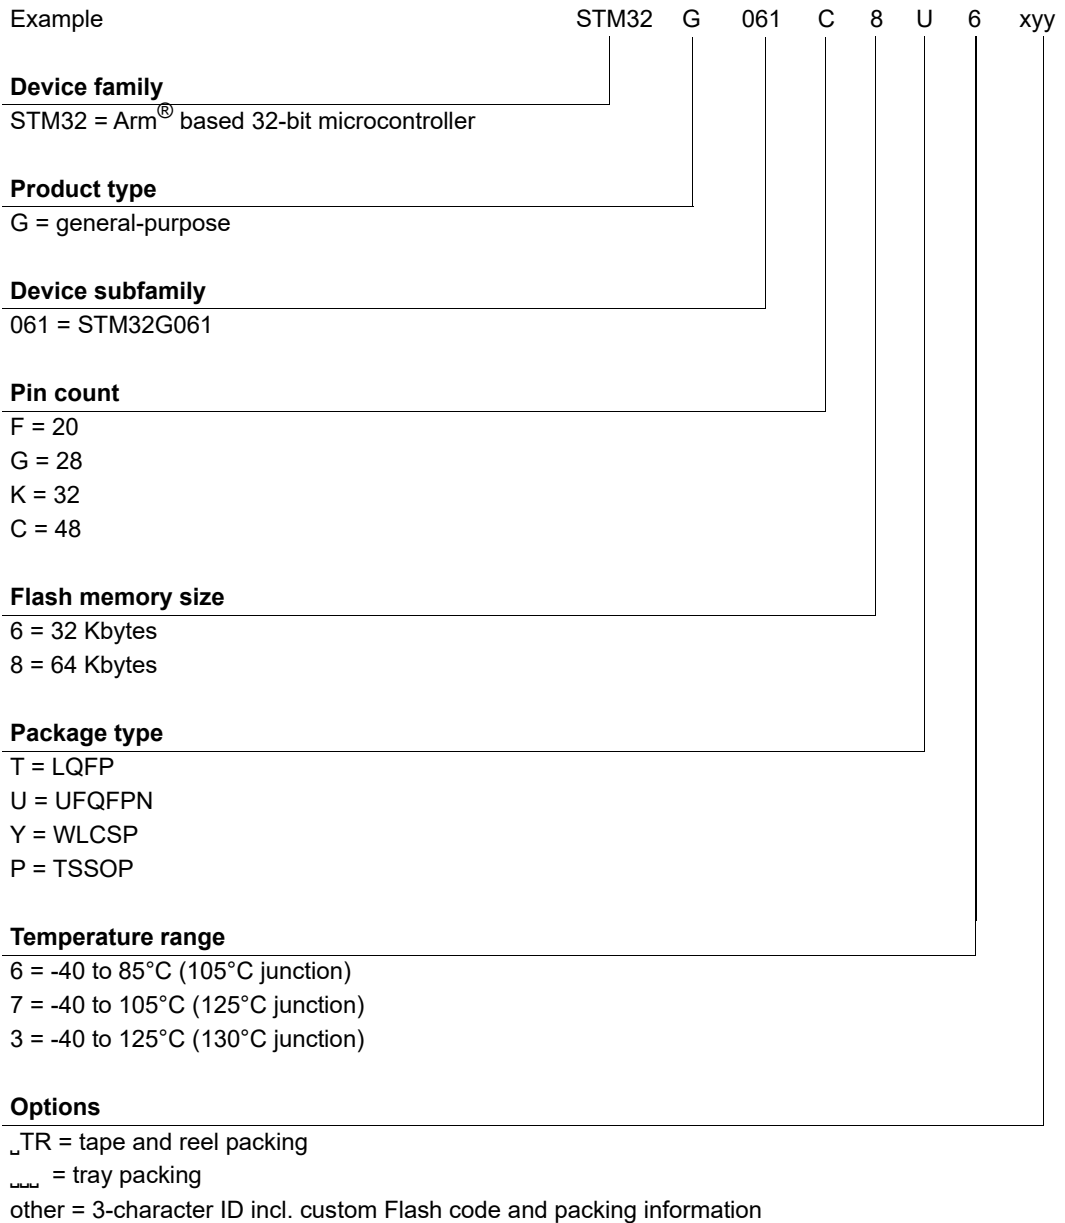 Example STM32 G 061 C 8 U 6 xyy
Device family
STM32 = Arm® based 32-bit microcontroller
Product type
G = general-purpose
Device subfamily
061 = STM32G061
Pin count
F = 20
G = 28
K = 32
C = 48
Flash memory size
6 = 32 Kbytes
8 = 64 Kbytes
Package type
T = LQFP
U = UFQFPN
Y = WLCSP
P = TSSOP
Temperature range
6 = -40 to 85°C (105°C junction)
7 = -40 to 105°C (125°C junction)
3 = -40 to 125°C (130°C junction)
Options
␣TR = tape and reel packing
␣␣␣ = tray packing
other = 3-character ID incl. custom Flash code and packing information